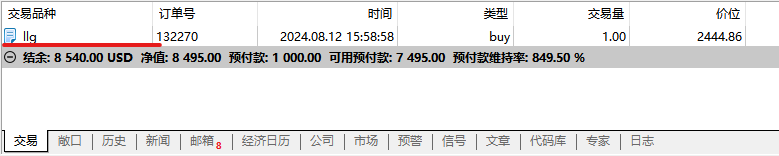 交易品种 订单号 时间 类型 交易量 价位
llg 132270 2024.08.12 15:58:58 buy 1.00 2444.86
结余: 8 540.00 USD 净值: 8 495.00 预付款: 1 000.00 可用预付款: 7 495.00 预付款维持率: 849.50 %
交易 敞口 历史 新闻 邮箱8 经济日历 公司 市场 预警 信号 文章 代码库 专家 日志